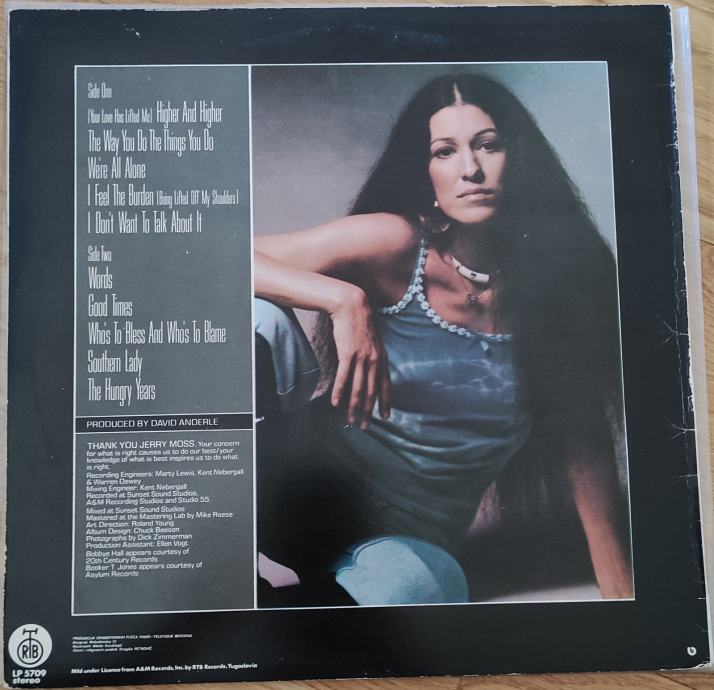 Side One
(Your Love Has Lifted Me) Higher And Higher
The Way You Do The Things You Do
We're All Alone
I Feel The Burden (Being Lifted Off My Shoulders)
I Don't Want To Talk About It
Side Two
Words
Good Times
Who's To Bless And Who's To Blame
Southern Lady
The Hungry Years
PRODUCED BY DAVID ANDERLE
THANK YOU JERRY MOSS. Your concern
for what is right causes us to do our best/your
knowledge of what is best inspires us to do what
is right.
Recording Engineers: Marty Lewis, Kent Nebergall
& Warren Dewey
Mixing Engineer: Kent Nebergall
Recorded at Sunset Sound Studios,
A&M Recording Studios and Studio 55
Mixed at Sunset Sound Studios
Mastered at the Mastering Lab by Mike Reese
Art Direction: Roland Young
Album Design: Chuck Beeson
Photographs by Dick Zimmerman
Production Assistant: Ellen Vogt
Bobbye Hall appears courtesy of
20th Century Records
Booker T. Jones appears courtesy of
Asylum Records
PRODUKCIJA GRAMOFONSKIH PLOČA RADIO-TELEVIZIJE BEOGRAD
Beograd,
RTB
LP 5709
stereo
Mfd under Licence from A&M Records, Inc. by RTB Records, Yugoslavia